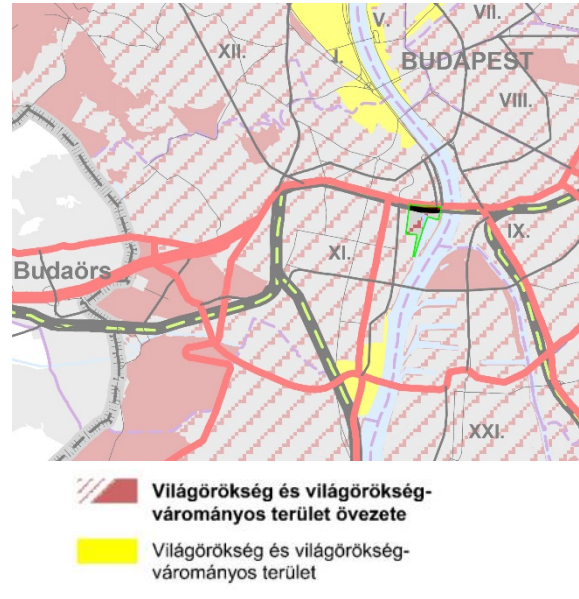 V.
VII.
XII.
I.
BUDAPEST
VIII.
IX.
XI.
Budaörs
XXI.
Világörökség és világörökség-
várományos terület övezete
Világörökség és világörökség-
várományos terület